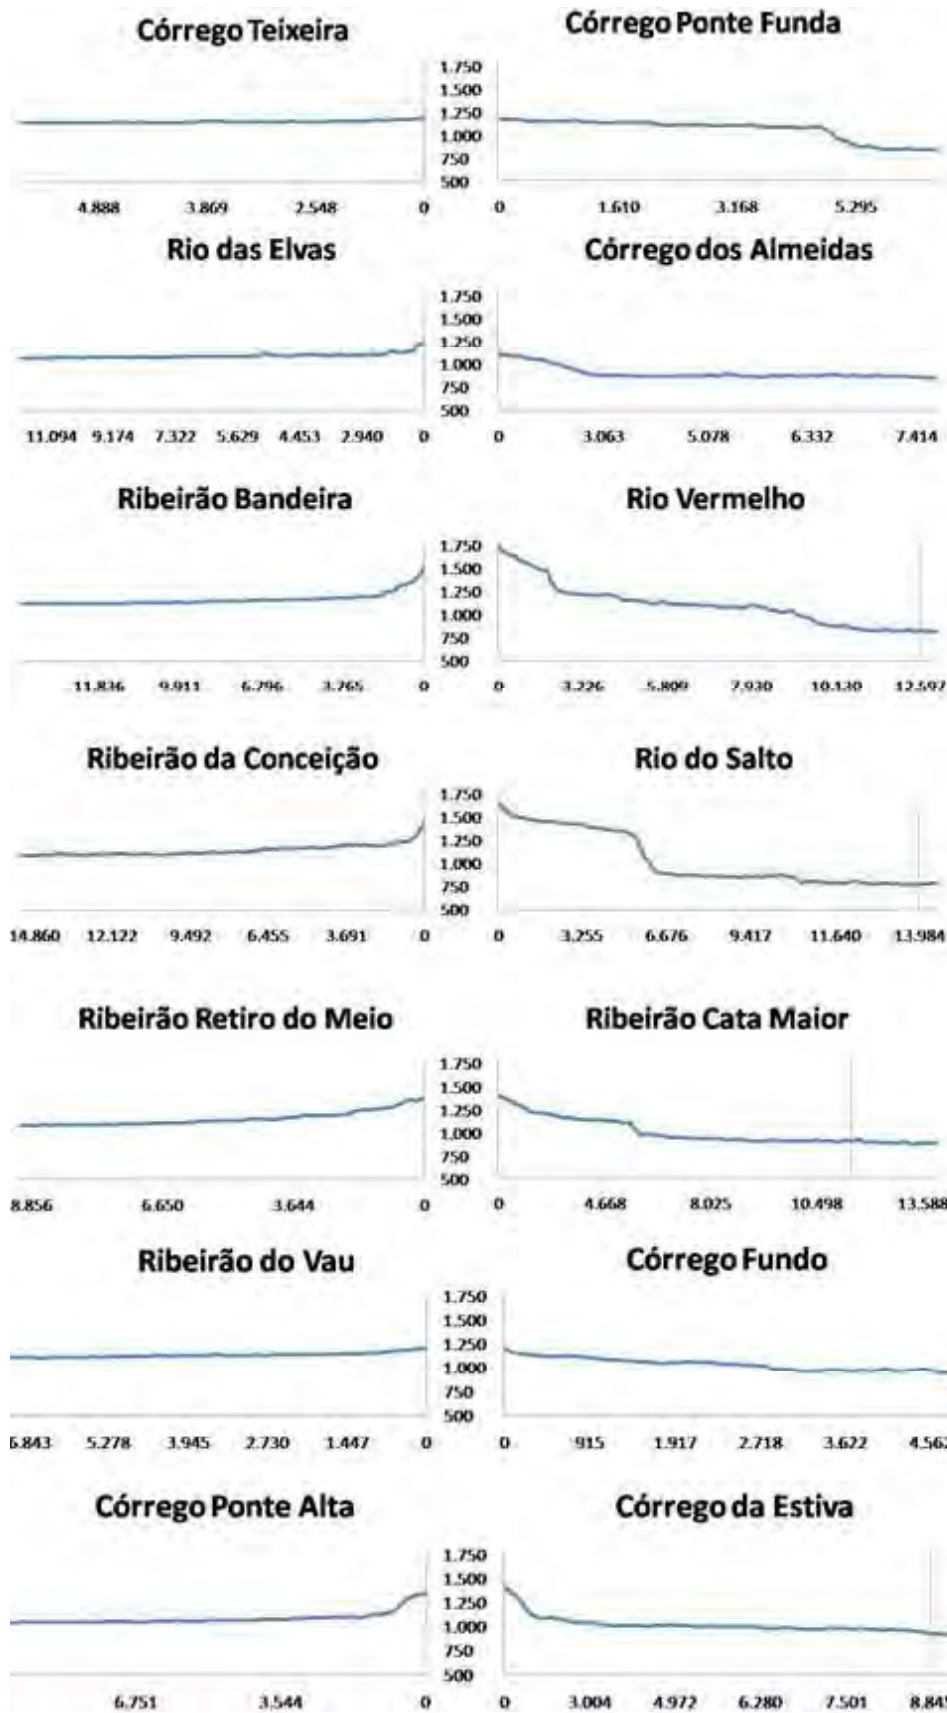 Córrego Teixeira
Córrego Ponte Funda
1.750
1.500
1.250
1.000
750
500
4.888 3.869 2.548 0
0 1.610 3.168 5.295
Rio das Elvas
Córrego dos Almeidas
1.750
1.500
1.250
1.000
750
500
11.094 9.174 7.322 5.629 4.453 2.940 0
0 3.063 5.078 6.332 7.414
Ribeirão Bandeira
Rio Vermelho
1.750
1.500
1.250
1.000
750
500
11.836 9.911 6.796 3.765 0
0 3.226 5.809 7.930 10.130 12.597
Ribeirão da Conceição
Rio do Salto
1.750
1.500
1.250
1.000
750
500
14.860 12.122 9.492 6.455 3.691 0
0 3.255 6.676 9.417 11.640 13.984
Ribeirão Retiro do Meio
Ribeirão Cata Maior
1.750
1.500
1.250
1.000
750
500
8.856 6.650 3.644 0
0 4.668 8.025 10.498 13.588
Ribeirão do Vau
Córrego Fundo
1.750
1.500
1.250
1.000
750
500
6.843 5.278 3.945 2.730 1.447 0
0 915 1.917 2.718 3.622 4.562
Córrego Ponte Alta
Córrego da Estiva
1.750
1.500
1.250
1.000
750
500
6.751 3.544 0
0 3.004 4.972 6.280 7.501 8.845